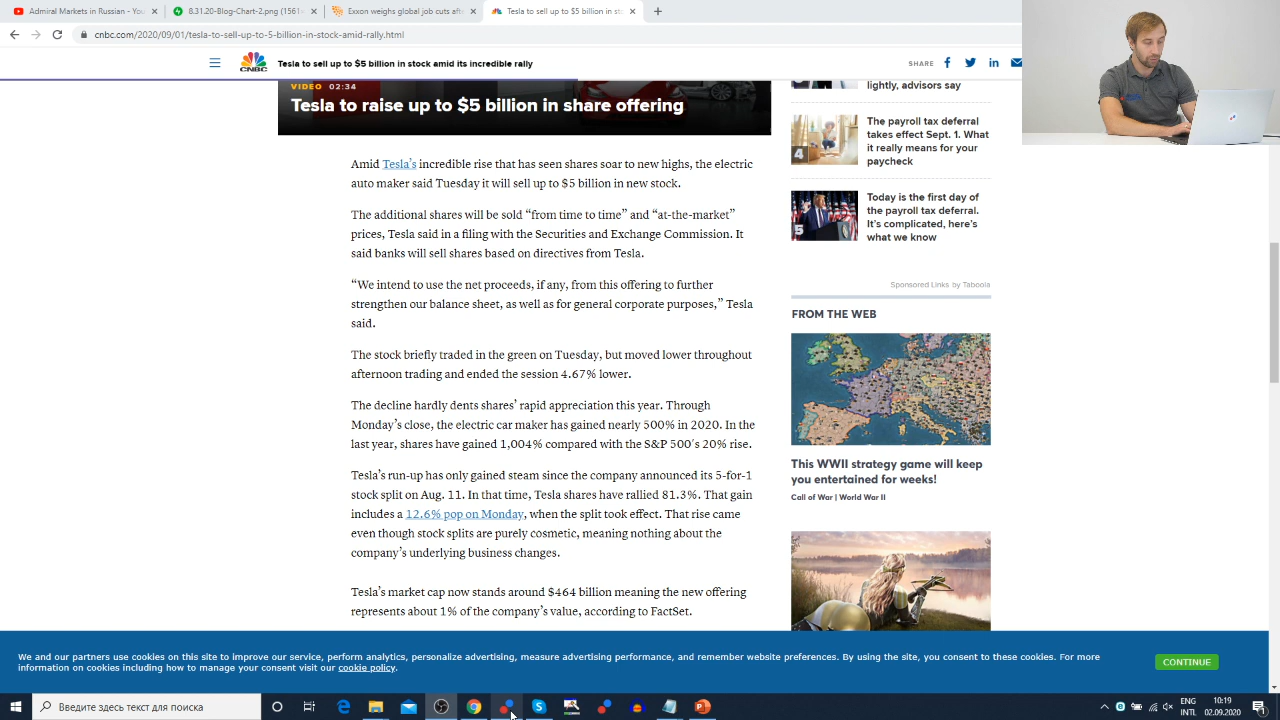 Admiral Markets in Russian - You
8.31.20-Blog-Chart-2.png (1561
Exxon weighs global job cuts afte
Tesla to sell up to $5 billion in st
cnbc.com/2020/09/01/tesla-to-sell-up-to-5-billion-in-stock-amid-rally.html
CNBC
Tesla to sell up to $5 billion in stock amid its incredible rally
SHARE
VIDEO 02:34
Tesla to raise up to $5 billion in share offering
Amid Tesla's incredible rise that has seen shares soar to new highs, the electric
auto maker said Tuesday it will sell up to $5 billion in new stock.
The additional shares will be sold “from time to time” and “at-the-market”
prices, Tesla said in a filing with the Securities and Exchange Commission. It
said banks will sell shares based on directives from Tesla.
“We intend to use the net proceeds, if any, from this offering to further
strengthen our balance sheet, as well as for general corporate purposes,” Tesla
said.
The stock briefly traded in the green on Tuesday, but moved lower throughout
afternoon trading and ended the session 4.67% lower.
The decline hardly dents shares’ rapid appreciation this year. Through
Monday’s close, the electric car maker has gained nearly 500% in 2020. In the
last year, shares have gained 1,004% compared with the S&P 500’s 20% rise.
Tesla’s run-up has only gained steam since the company announced its 5-for-1
stock split on Aug. 11. In that time, Tesla shares have rallied 81.3%. That gain
includes a 12.6% pop on Monday, when the split took effect. That rise came
even though stock splits are purely cosmetic, meaning nothing about the
company’s underlying business changes.
Tesla’s market cap now stands around $464 billion meaning the new offering
represents about 1% of the company’s value, according to FactSet.
lightly, advisors say
4
The payroll tax deferral
takes effect Sept. 1. What
it really means for your
paycheck
5
Today is the first day of
the payroll tax deferral.
It’s complicated, here’s
what we know
Sponsored Links by Taboola
FROM THE WEB
This WWII strategy game will keep
you entertained for weeks!
Call of War | World War II
We and our partners use cookies on this site to improve our service, perform analytics, personalize advertising, measure advertising performance, and remember website preferences. By using the site, you consent to these cookies. For more
information on cookies including how to manage your consent visit our cookie policy.
CONTINUE
Введите здесь текст для поиска
ENG
INTL
10:19
02.09.2020
1